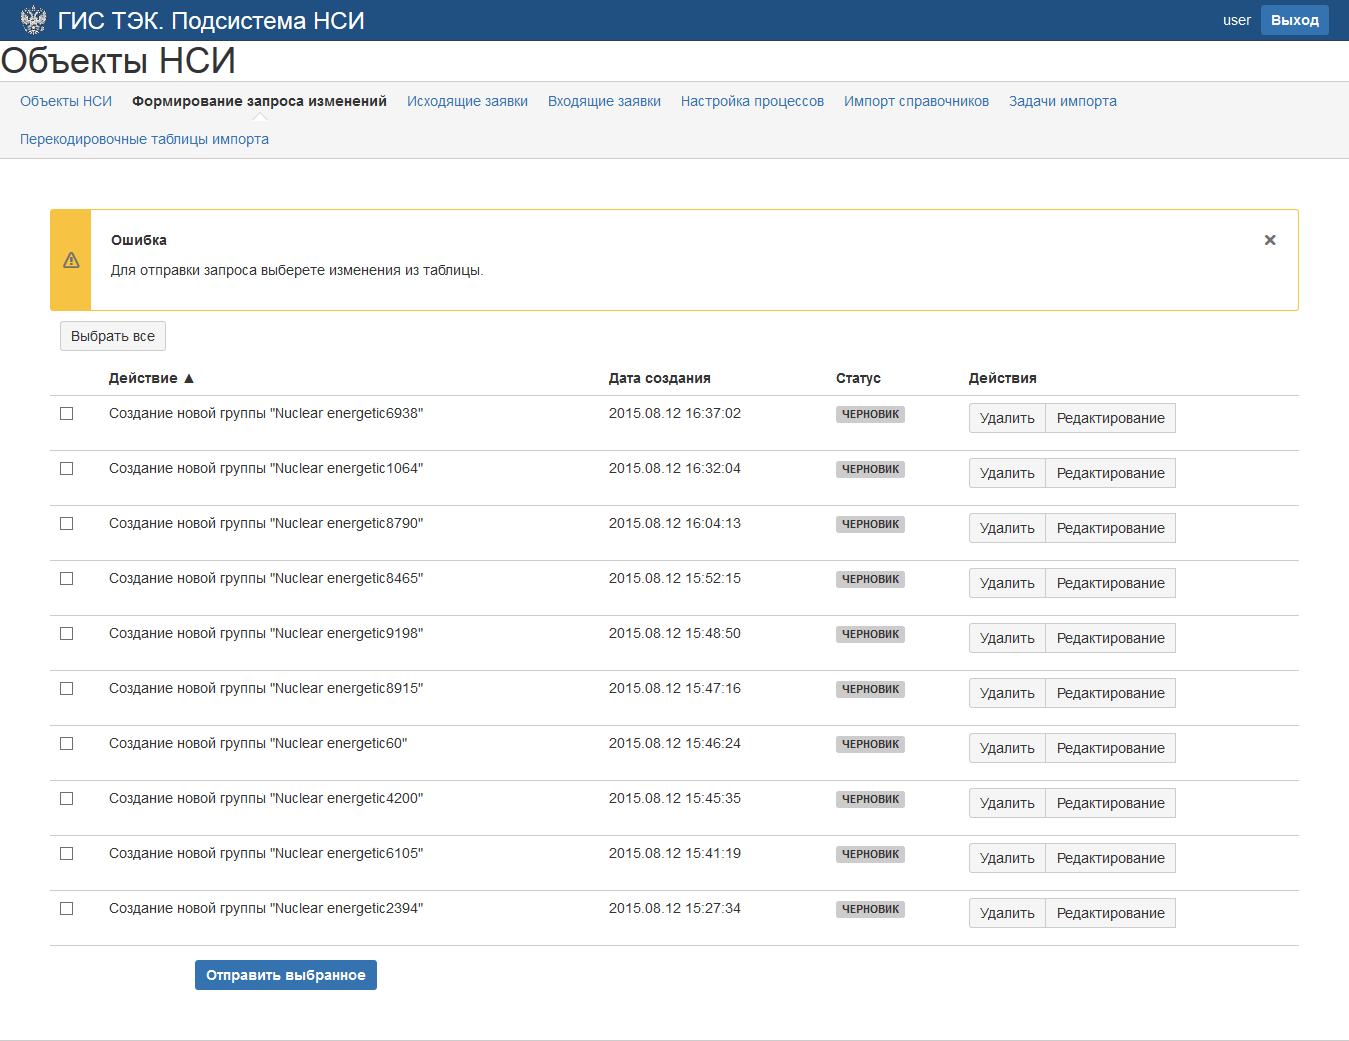 ГИС ТЭК. Подсистема НСИ user Выход
Объекты НСИ
Объекты НСИ Формирование запроса изменений Исходящие заявки Входящие заявки Настройка процессов Импорт справочников Задачи импорта
Перекодировочные таблицы импорта
Ошибка
Для отправки запроса выберете изменения из таблицы.
Выбрать все
Действие ▲ Дата создания Статус Действия
Создание новой группы "Nuclear energetic6938" 2015.08.12 16:37:02 ЧЕРНОВИК Удалить Редактирование
Создание новой группы "Nuclear energetic1064" 2015.08.12 16:32:04 ЧЕРНОВИК Удалить Редактирование
Создание новой группы "Nuclear energetic8790" 2015.08.12 16:04:13 ЧЕРНОВИК Удалить Редактирование
Создание новой группы "Nuclear energetic8465" 2015.08.12 15:52:15 ЧЕРНОВИК Удалить Редактирование
Создание новой группы "Nuclear energetic9198" 2015.08.12 15:48:50 ЧЕРНОВИК Удалить Редактирование
Создание новой группы "Nuclear energetic8915" 2015.08.12 15:47:16 ЧЕРНОВИК Удалить Редактирование
Создание новой группы "Nuclear energetic60" 2015.08.12 15:46:24 ЧЕРНОВИК Удалить Редактирование
Создание новой группы "Nuclear energetic4200" 2015.08.12 15:45:35 ЧЕРНОВИК Удалить Редактирование
Создание новой группы "Nuclear energetic6105" 2015.08.12 15:41:19 ЧЕРНОВИК Удалить Редактирование
Создание новой группы "Nuclear energetic2394" 2015.08.12 15:27:34 ЧЕРНОВИК Удалить Редактирование
Отправить выбранное